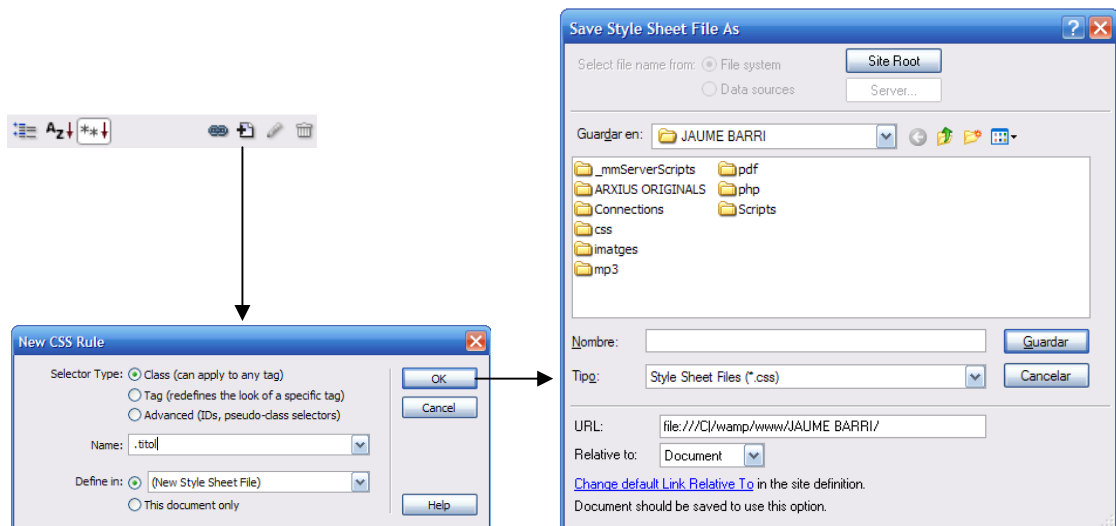 Save Style Sheet File As
Select file name from: File system
Site Root
Data sources
Server...
Guardar en: JAUME BARRI
_mmServerScripts
ARXIUS ORIGINALS
Connections
css
imatges
mp3
pdf
php
Scripts
Nombre:
Guardar
Tipo: Style Sheet Files (*.css)
Cancelar
URL: file:///C|/wamp/www/JAUME BARRI/
Relative to: Document
Change default Link Relative To in the site definition.
Document should be saved to use this option.
AZ
**
New CSS Rule
Selector Type: Class (can apply to any tag)
Tag (redefines the look of a specific tag)
Advanced (IDs, pseudo-class selectors)
OK
Cancel
Name: .titol
Define in: (New Style Sheet File)
This document only
Help